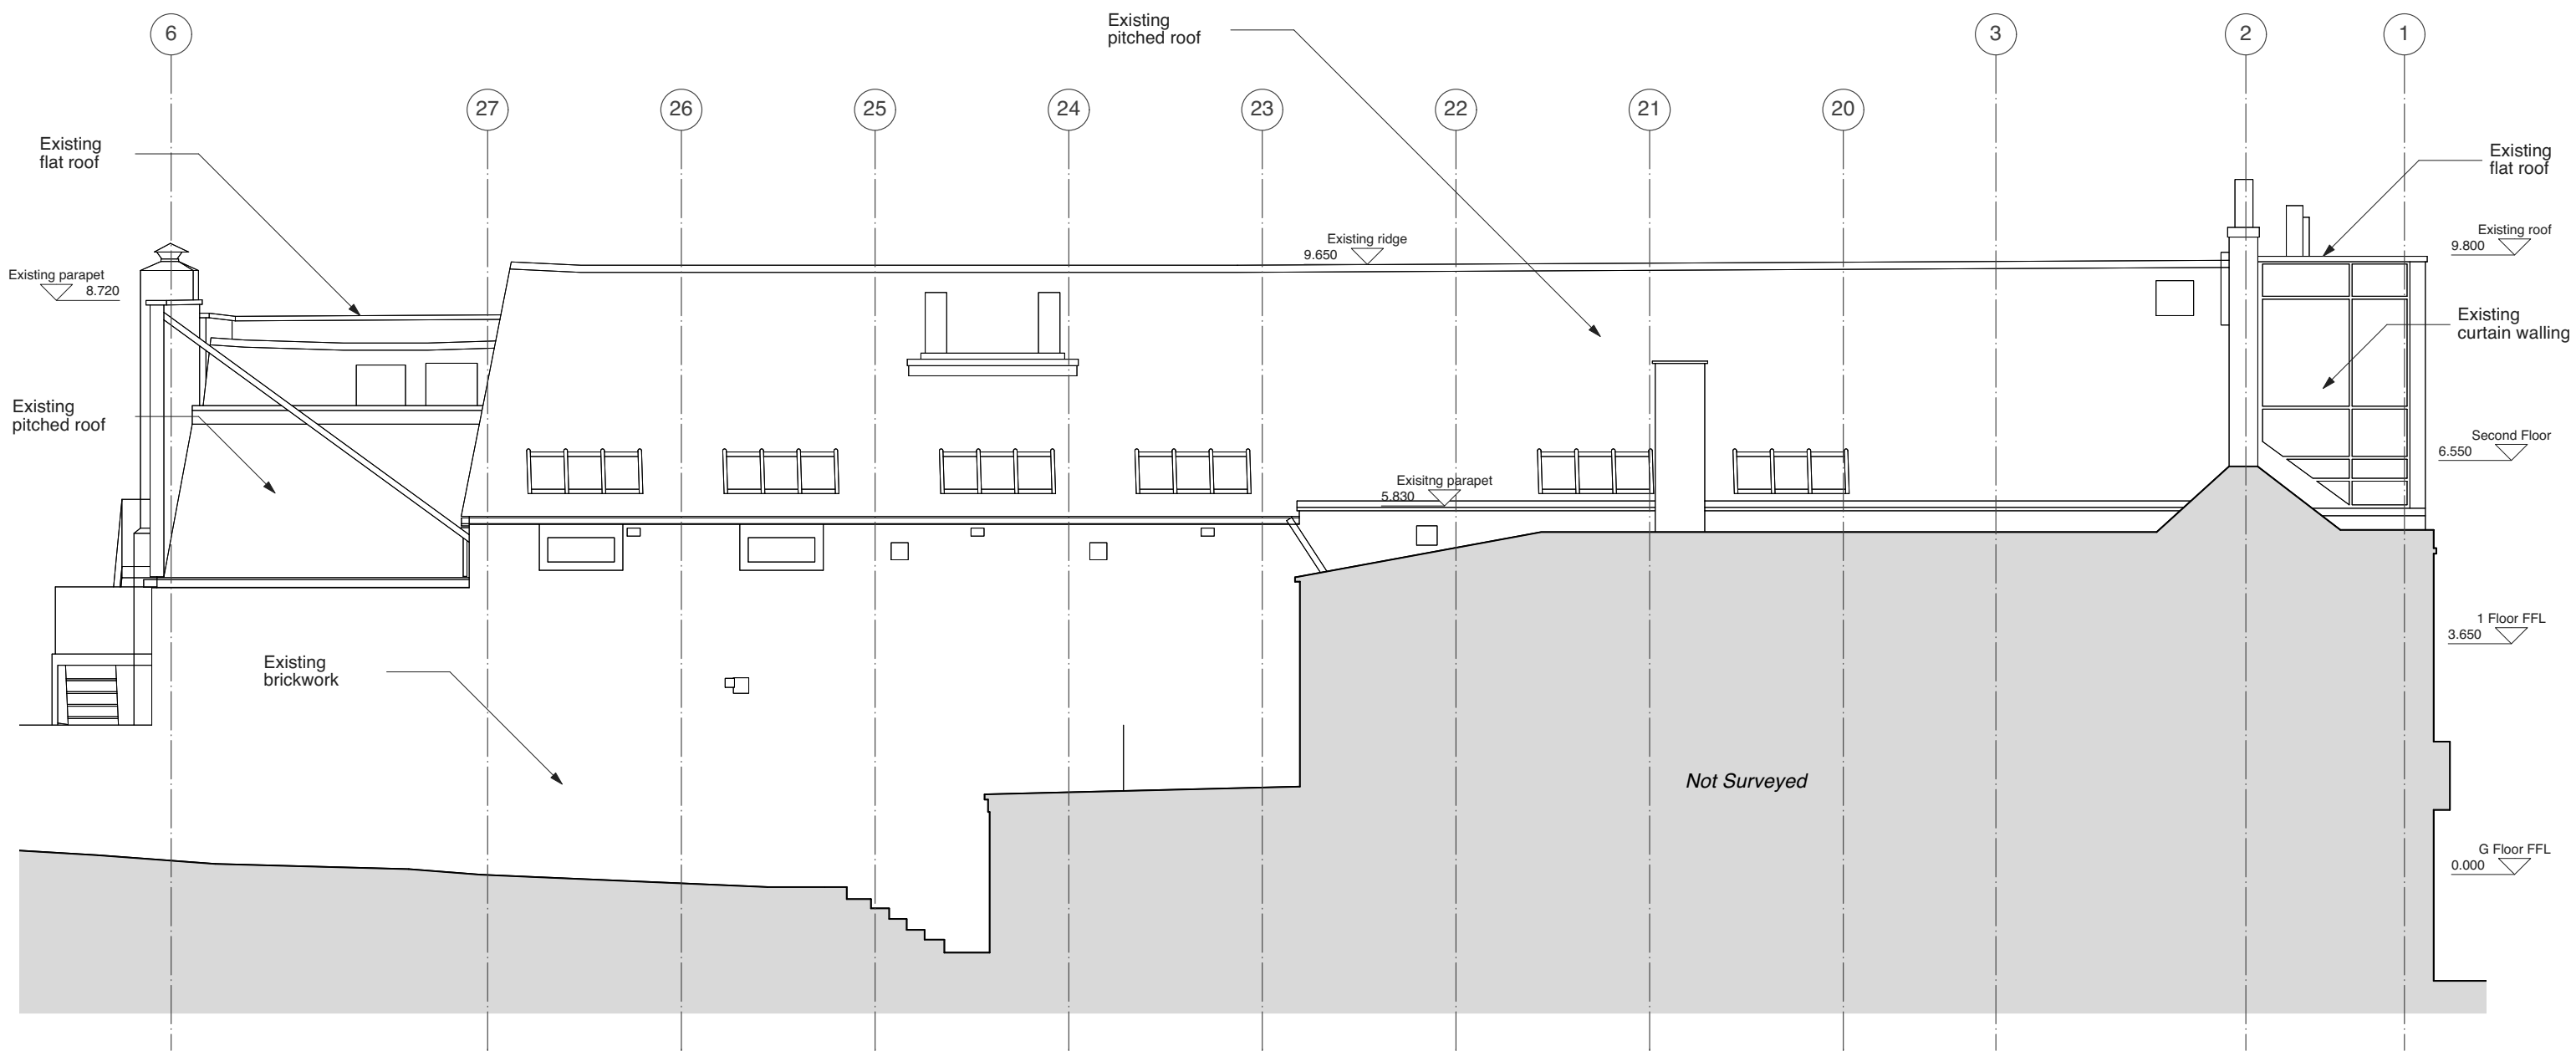 Existing
pitched roof
6
3
2
1
27
26
25
24
23
22
21
20
Existing
flat roof
Existing
flat roof
Existing ridge
9.650
Existing roof
9.800
Existing parapet
8.720
Existing
curtain walling
Existing
pitched roof
Second Floor
6.550
Exisitng parapet
5.830
1 Floor FFL
3.650
Existing
brickwork
Not Surveyed
G Floor FFL
0.000